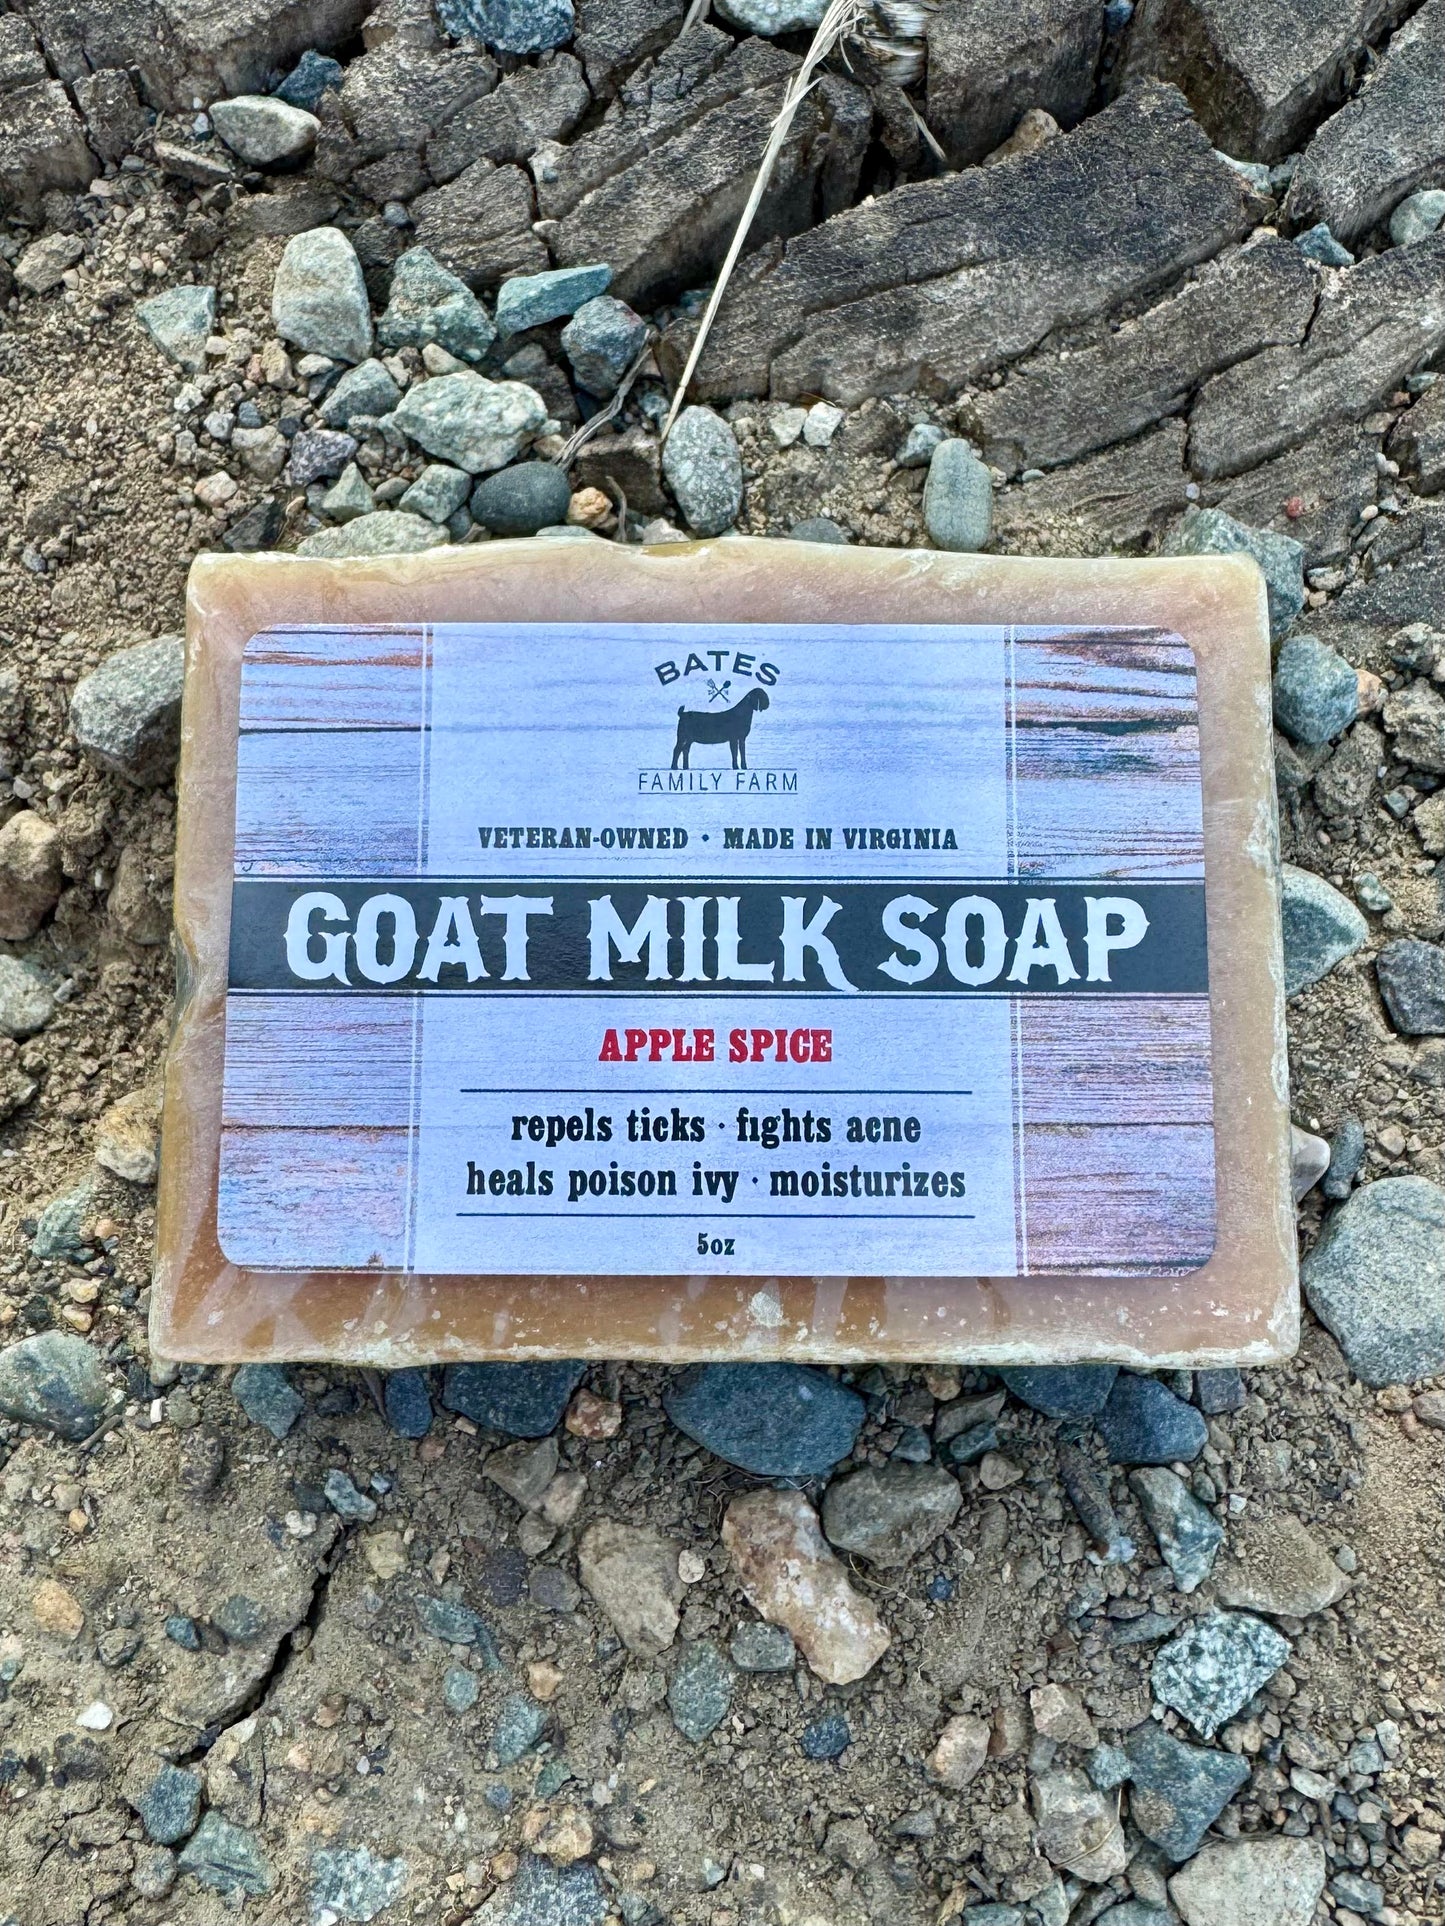 BATES
FAMILY FARM
VETERAN-OWNED • MADE IN VIRGINIA
GOAT MILK SOAP
APPLE SPICE
repels ticks · fights acne
heals poison ivy · moisturizes
5oz